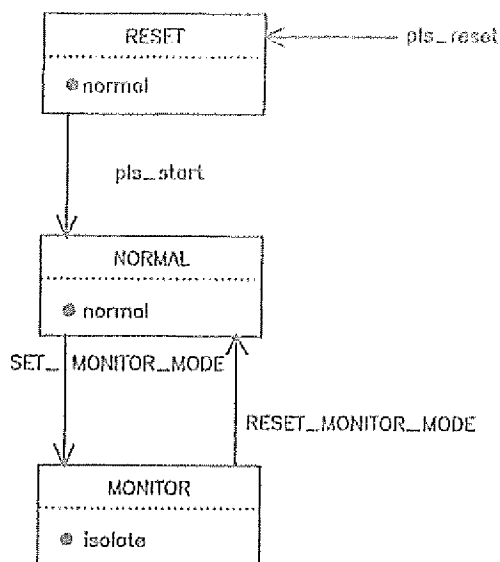 RESET
pls_reset
normal
pls_start
NORMAL
normal
SET_ MONITOR_MODE
RESET_MONITOR_MODE
MONITOR
isolate